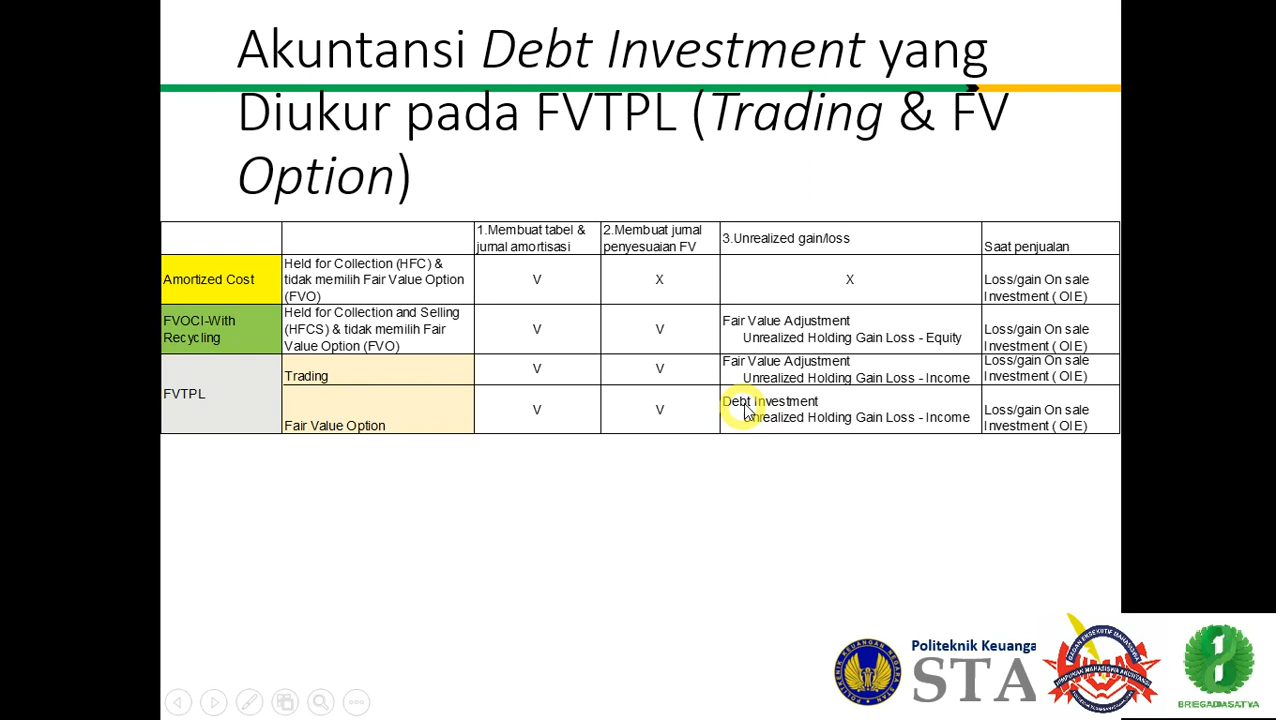 Akuntansi Debt Investment yang
Diukur pada FVTPL (Trading & FV
Option)
1.Membuat tabel &
jurnal amortisasi
2.Membuat jurnal
penyesuaian FV
3.Unrealized gain/loss
Saat penjualan
Amortized Cost
Held for Collection (HFC) &
tidak memilih Fair Value Option
(FVO)
V
X
X
Loss/gain On sale
Investment ( OIE)
FVOCI-With
Recycling
Held for Collection and Selling
(HFCS) & tidak memilih Fair
Value Option (FVO)
V
V
Fair Value Adjustment
Unrealized Holding Gain Loss - Equity
Loss/gain On sale
Investment ( OIE)
FVTPL
Trading
V
V
Fair Value Adjustment
Unrealized Holding Gain Loss - Income
Loss/gain On sale
Investment ( OIE)
Fair Value Option
V
V
Debt Investment
Unrealized Holding Gain Loss - Income
Loss/gain On sale
Investment ( OIE)
Politeknik Keuanga
STA
BRIEGADIASATYA